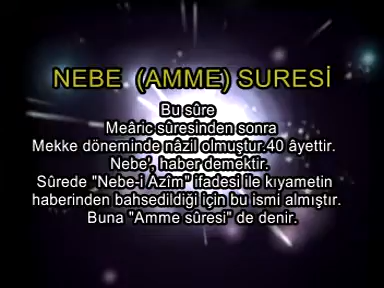 NEBE (AMME) SURESİ
Bu sûre
Meâric sûresinden sonra
Mekke döneminde nâzil olmuştur.40 âyettir.
Nebe', haber demektir.
Sûrede "Nebe-i Azîm" ifadesi ile kıyametin
haberinden bahsedildiği için bu ismi almıştır.
Buna "Amme sûresi" de denir.